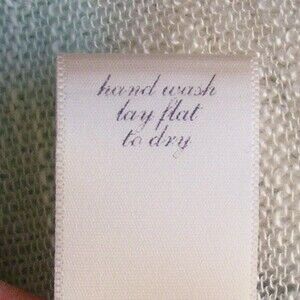 hand wash
lay flat
to dry